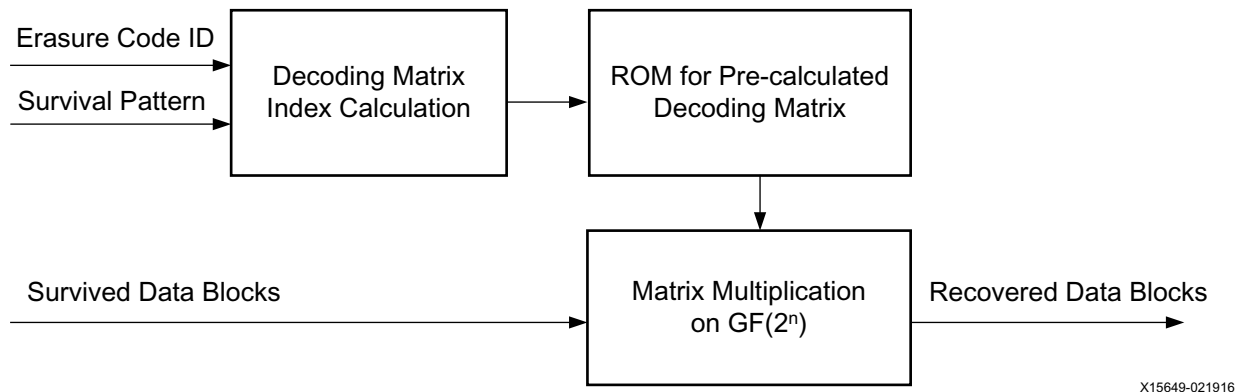 Erasure Code ID
Survival Pattern
Decoding Matrix
Index Calculation
ROM for Pre-calculated
Decoding Matrix
Survived Data Blocks
Matrix Multiplication
on GF(2ⁿ)
Recovered Data Blocks
X15649-021916